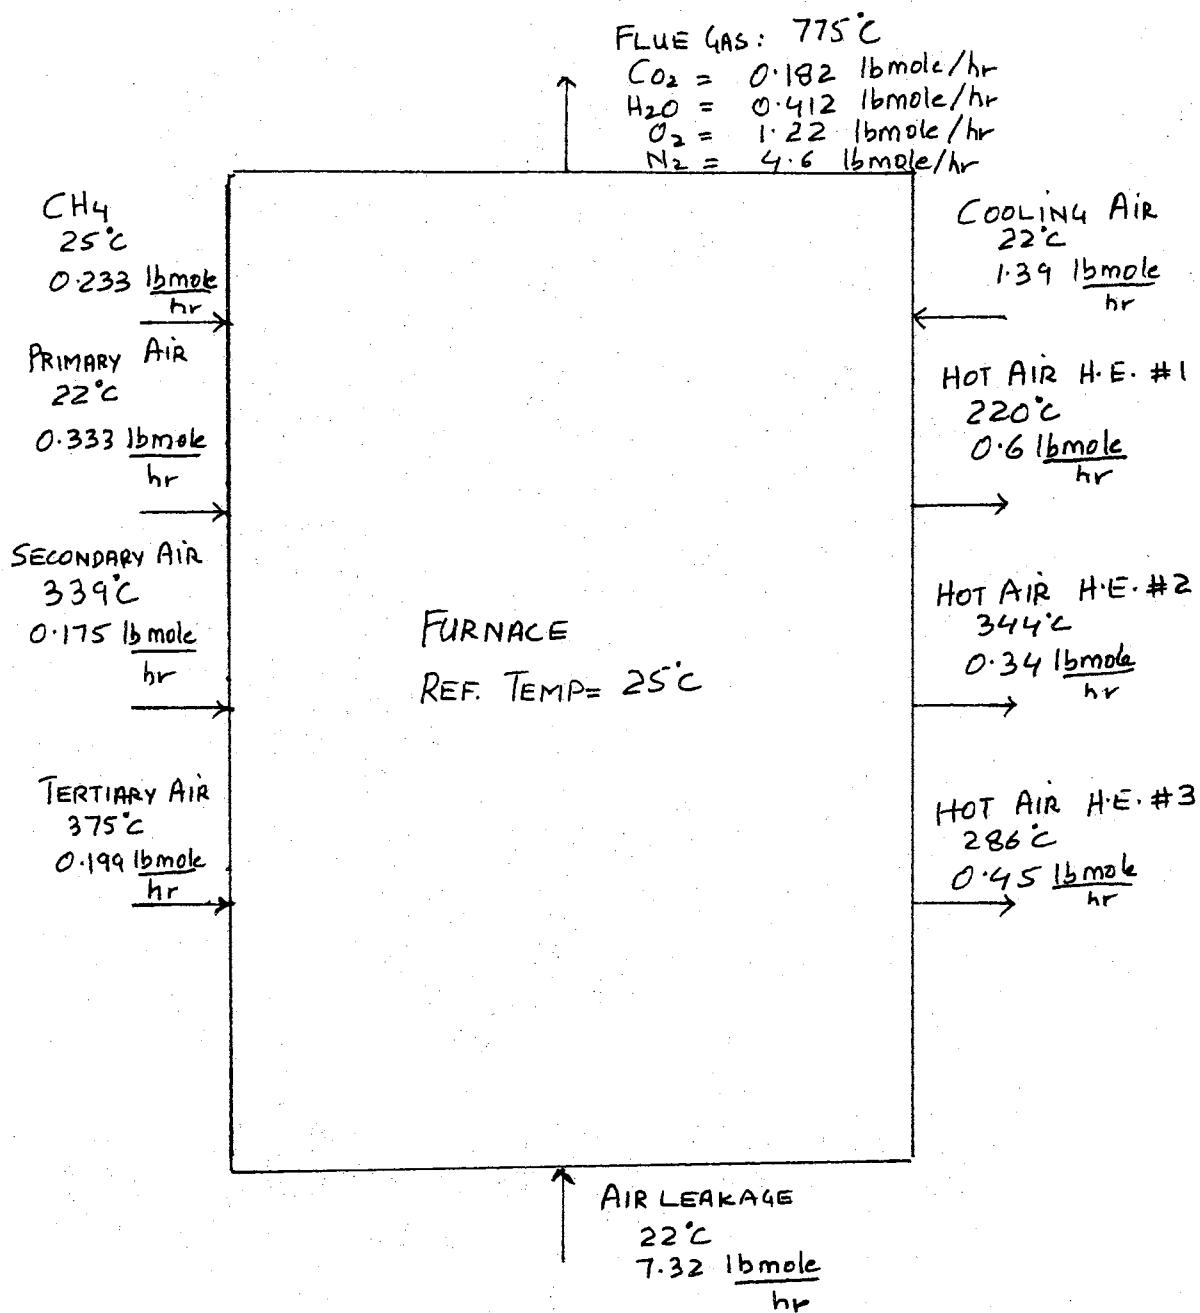 FLUE GAS: 775°C
CO2 = 0.182 lbmole/hr
H2O = 0.412 lbmole/hr
O2 = 1.22 lbmole/hr
N2 = 4.6 lbmole/hr
CH4
25°C
0.233 lbmole
hr
PRIMARY AIR
22°C
0.333 lbmole
hr
SECONDARY AIR
339°C
0.175 lb mole
hr
TERTIARY AIR
375°C
0.199 lbmole
hr
FURNACE
REF. TEMP= 25°C
COOLING AIR
22°C
1.39 lbmole
hr
HOT AIR H.E. #1
220°C
0.6 lbmole
hr
HOT AIR H.E. #2
344°C
0.34 lbmole
hr
HOT AIR H.E. #3
286°C
0.45 lbmole
hr
AIR LEAKAGE
22°C
7.32 lbmole
hr